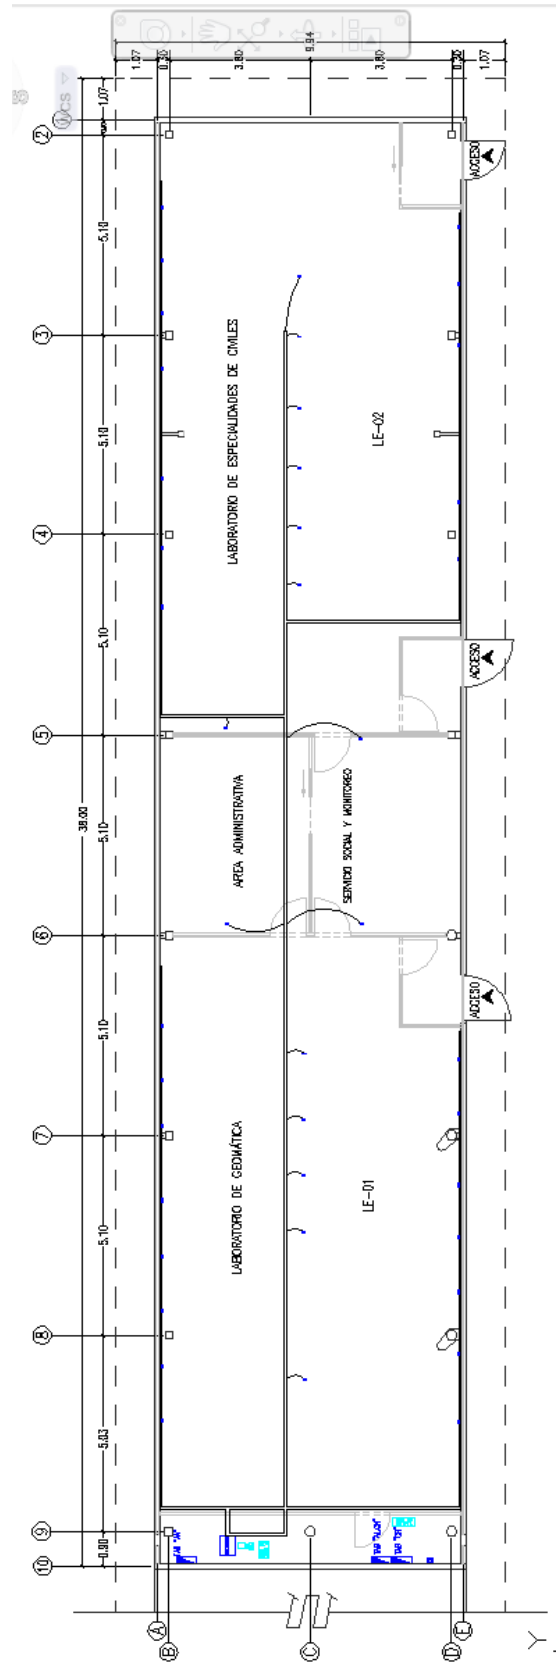 9.94
1.07
0.30
3.80
3.80
0.30
1.07
1.07
WCS
2
ACCESO
5.10
3
LABORATORIO DE ESPECIALIDADES DE CIVILES
LE-02
5.10
4
5.10
ACCESO
5
38.00
5.10
AREA ADMINISTRATIVA
SERVICIO SOCIAL Y MONITOREO
6
ACCESO
5.10
7
LABORATORIO DE GEOMÁTICA
LE-01
5.10
8
5.03
9
0.90
10
A
B
C
D
E
Y